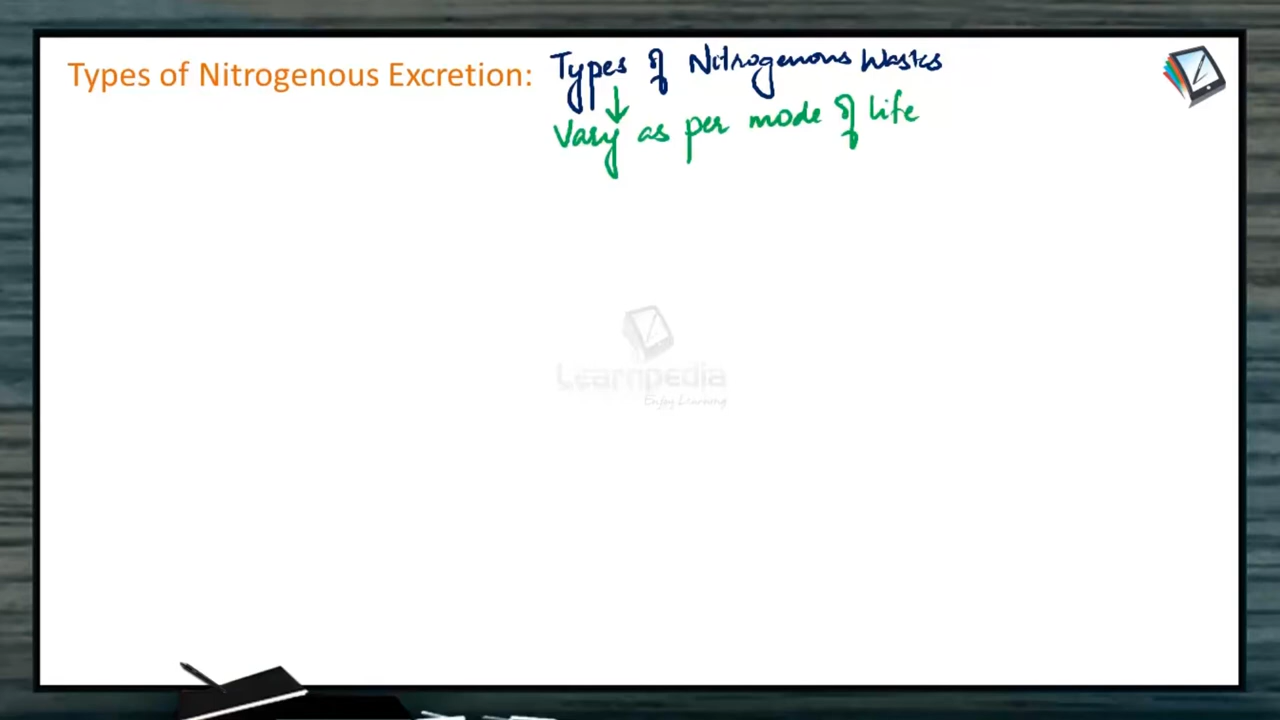 Types of Nitrogenous Excretion: Types of Nitrogenous Wastes
↓
Vary as per mode of life
Learnpedia
Enjoy Learning